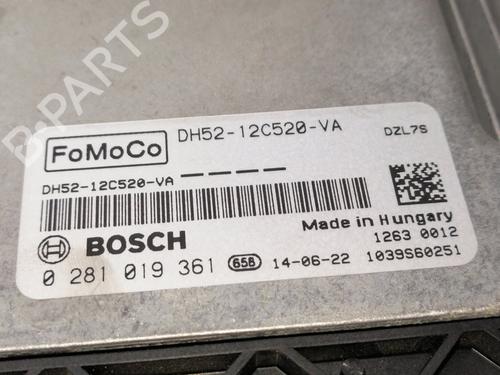 B-PARTS
FoMoCo
DH52-12C520-VA
DZL7S
DH52-12C520-VA
BOSCH
Made in Hungary
1263 0012
0 281 019 361 65B 14-06-22 1039S60251